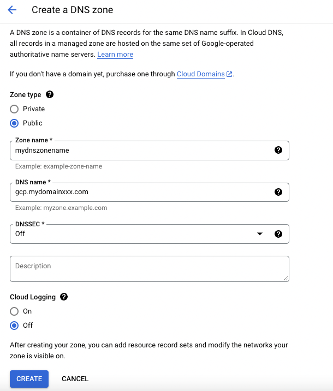 Create a DNS zone
A DNS zone is a container of DNS records for the same DNS name suffix. In Cloud DNS,
all records in a managed zone are hosted on the same set of Google-operated
authoritative name servers. Learn more
If you don't have a domain yet, purchase one through Cloud Domains.
Zone type
Private
Public
Zone name *
mydnszonename
Example: example-zone-name
DNS name *
gcp.mydomainxxx.com
Example: myzone.example.com
DNSSEC *
Off
Description
Cloud Logging
On
Off
After creating your zone, you can add resource record sets and modify the networks your
zone is visible on.
CREATE CANCEL